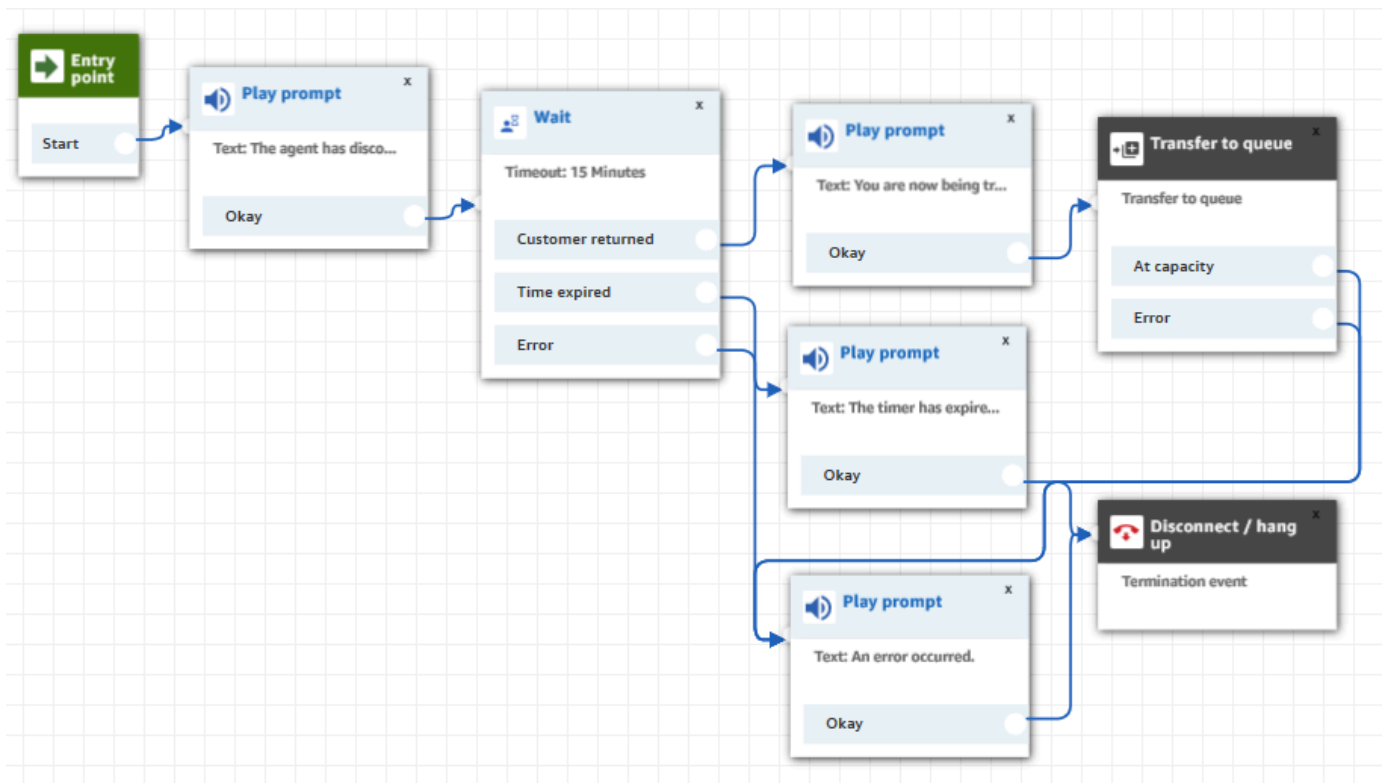 Entry
point
Start
Play prompt
x
Text: The agent has disco...
Okay
Wait
x
Timeout: 15 Minutes
Customer returned
Time expired
Error
Play prompt
x
Text: You are now being tr...
Okay
Transfer to queue
x
Transfer to queue
At capacity
Error
Play prompt
x
Text: The timer has expire...
Okay
Disconnect / hang
up
x
Termination event
Play prompt
x
Text: An error occurred.
Okay